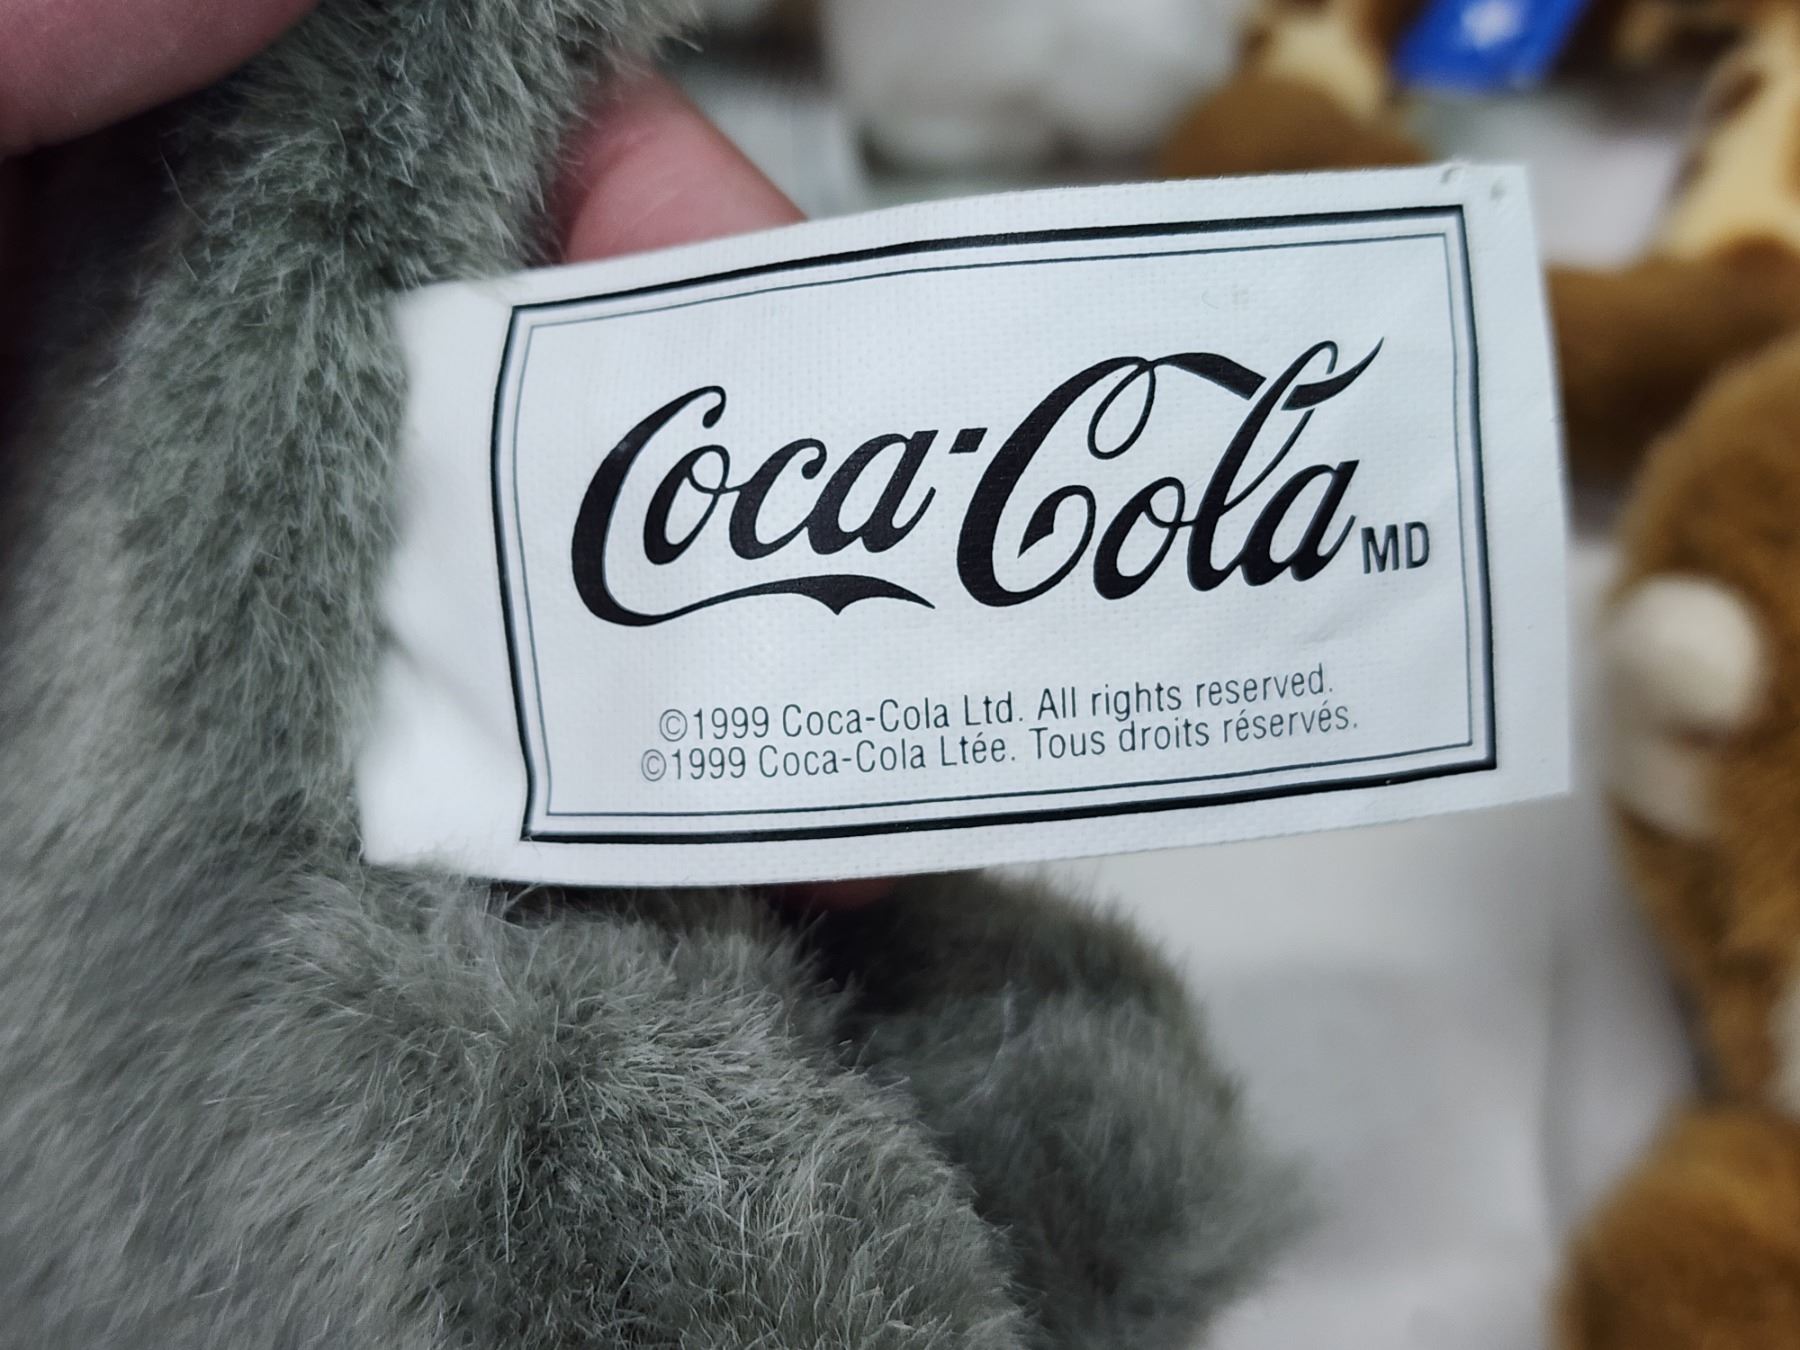 Coca-Cola MD
©1999 Coca-Cola Ltd. All rights reserved.
©1999 Coca-Cola Ltée. Tous droits réservés.